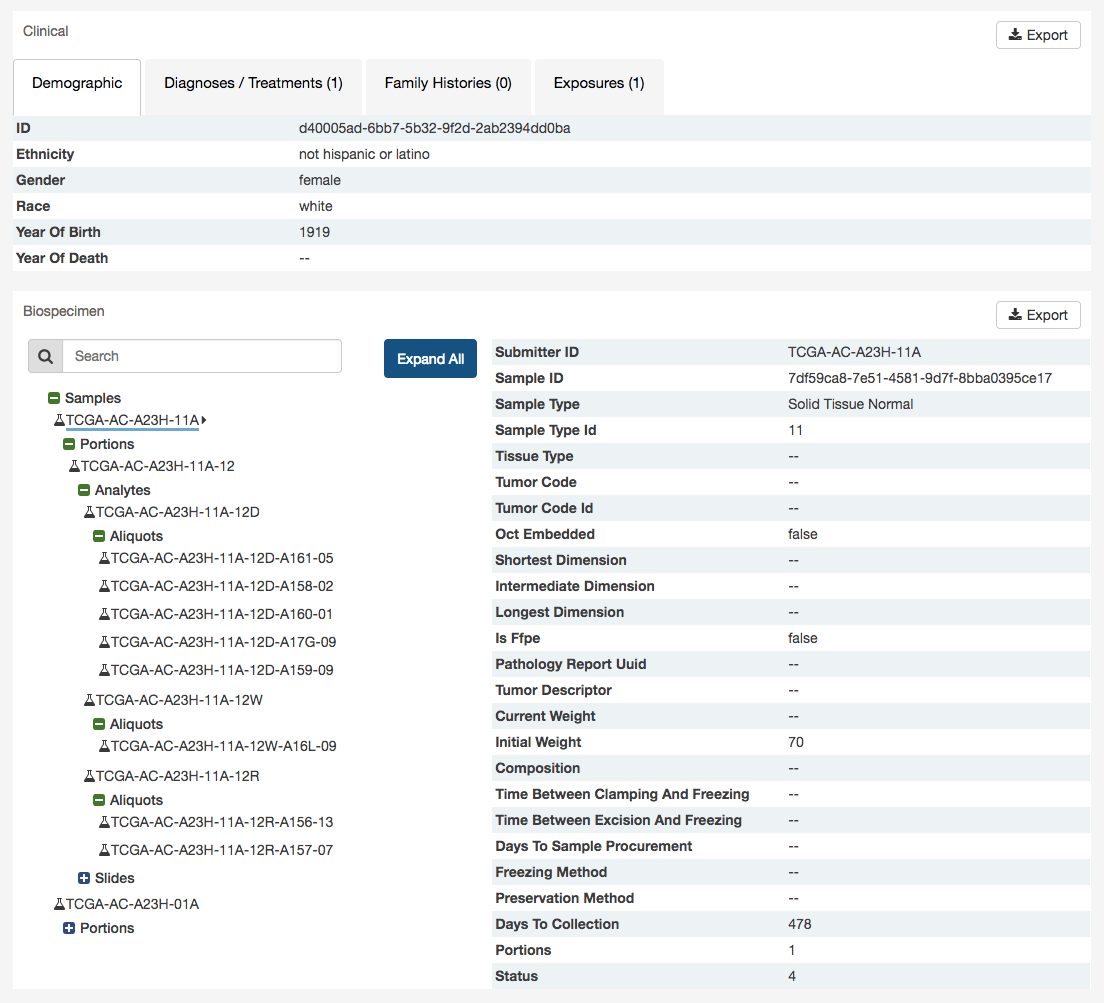 Clinical
Export
Demographic
Diagnoses / Treatments (1)
Family Histories (0)
Exposures (1)
ID d40005ad-6bb7-5b32-9f2d-2ab2394dd0ba
Ethnicity not hispanic or latino
Gender female
Race white
Year Of Birth 1919
Year Of Death --
Biospecimen
Export
Search
Expand All
Samples
TCGA-AC-A23H-11A
Portions
TCGA-AC-A23H-11A-12
Analytes
TCGA-AC-A23H-11A-12D
Aliquots
TCGA-AC-A23H-11A-12D-A161-05
TCGA-AC-A23H-11A-12D-A158-02
TCGA-AC-A23H-11A-12D-A160-01
TCGA-AC-A23H-11A-12D-A17G-09
TCGA-AC-A23H-11A-12D-A159-09
TCGA-AC-A23H-11A-12W
Aliquots
TCGA-AC-A23H-11A-12W-A16L-09
TCGA-AC-A23H-11A-12R
Aliquots
TCGA-AC-A23H-11A-12R-A156-13
TCGA-AC-A23H-11A-12R-A157-07
Slides
TCGA-AC-A23H-01A
Portions
Submitter ID TCGA-AC-A23H-11A
Sample ID 7df59ca8-7e51-4581-9d7f-8bba0395ce17
Sample Type Solid Tissue Normal
Sample Type Id 11
Tissue Type --
Tumor Code --
Tumor Code Id --
Oct Embedded false
Shortest Dimension --
Intermediate Dimension --
Longest Dimension --
Is Ffpe false
Pathology Report Uuid --
Tumor Descriptor --
Current Weight --
Initial Weight 70
Composition --
Time Between Clamping And Freezing --
Time Between Excision And Freezing --
Days To Sample Procurement --
Freezing Method --
Preservation Method --
Days To Collection 478
Portions 1
Status 4